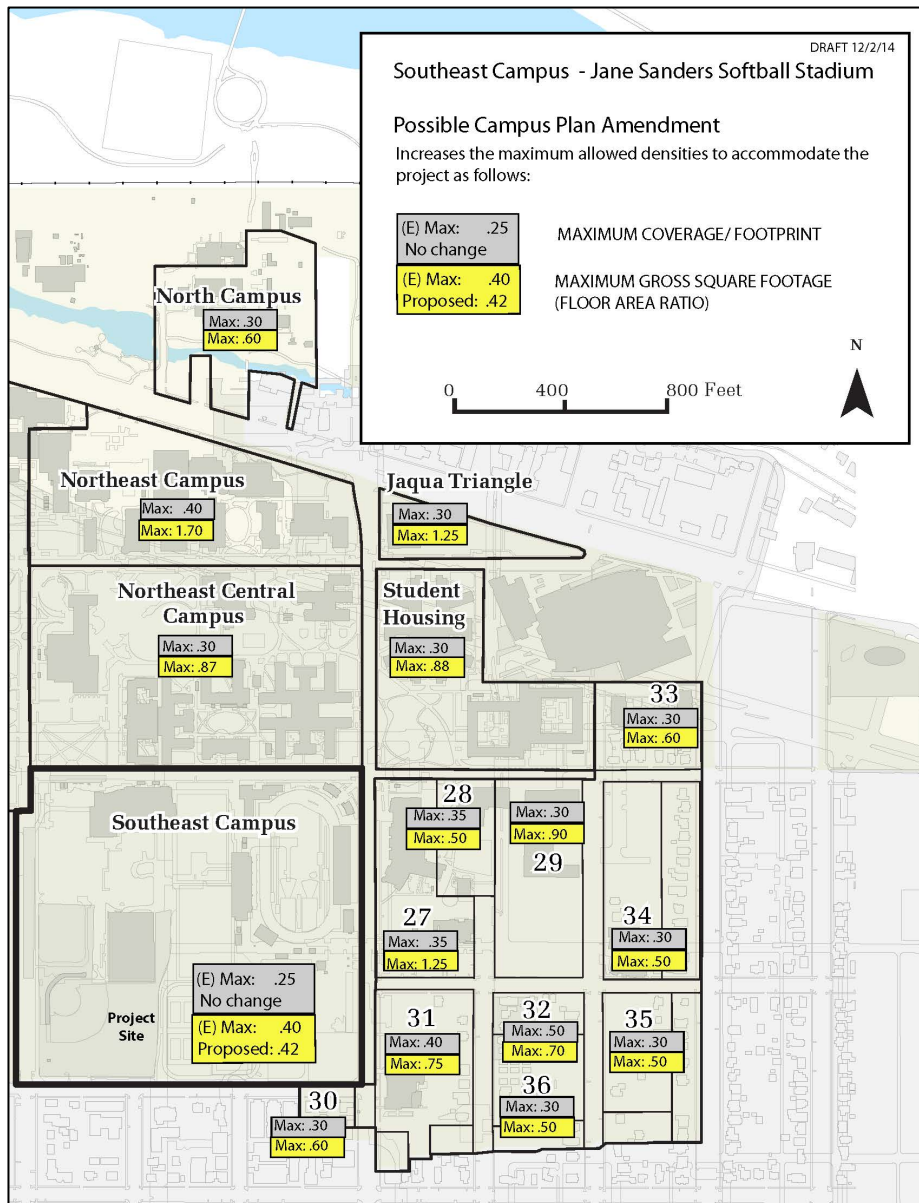 DRAFT 12/2/14
Southeast Campus - Jane Sanders Softball Stadium
Possible Campus Plan Amendment
Increases the maximum allowed densities to accommodate the
project as follows:
(E) Max: .25
No change
MAXIMUM COVERAGE/ FOOTPRINT
(E) Max: .40
Proposed: .42
MAXIMUM GROSS SQUARE FOOTAGE
(FLOOR AREA RATIO)
N
0 400 800 Feet
North Campus
Max: .30
Max: .60
Northeast Campus
Max: .40
Max: 1.70
Jaqua Triangle
Max: .30
Max: 1.25
Northeast Central
Campus
Max: .30
Max: .87
Student
Housing
Max: .30
Max: .88
33
Max: .30
Max: .60
Southeast Campus
28
Max: .35
Max: .50
Max: .30
Max: .90
29
27
Max: .35
Max: 1.25
34
Max: .30
Max: .50
(E) Max: .25
No change
(E) Max: .40
Proposed: .42
Project
Site
31
Max: .40
Max: .75
32
Max: .50
Max: .70
35
Max: .30
Max: .50
36
Max: .30
Max: .50
30
Max: .30
Max: .60